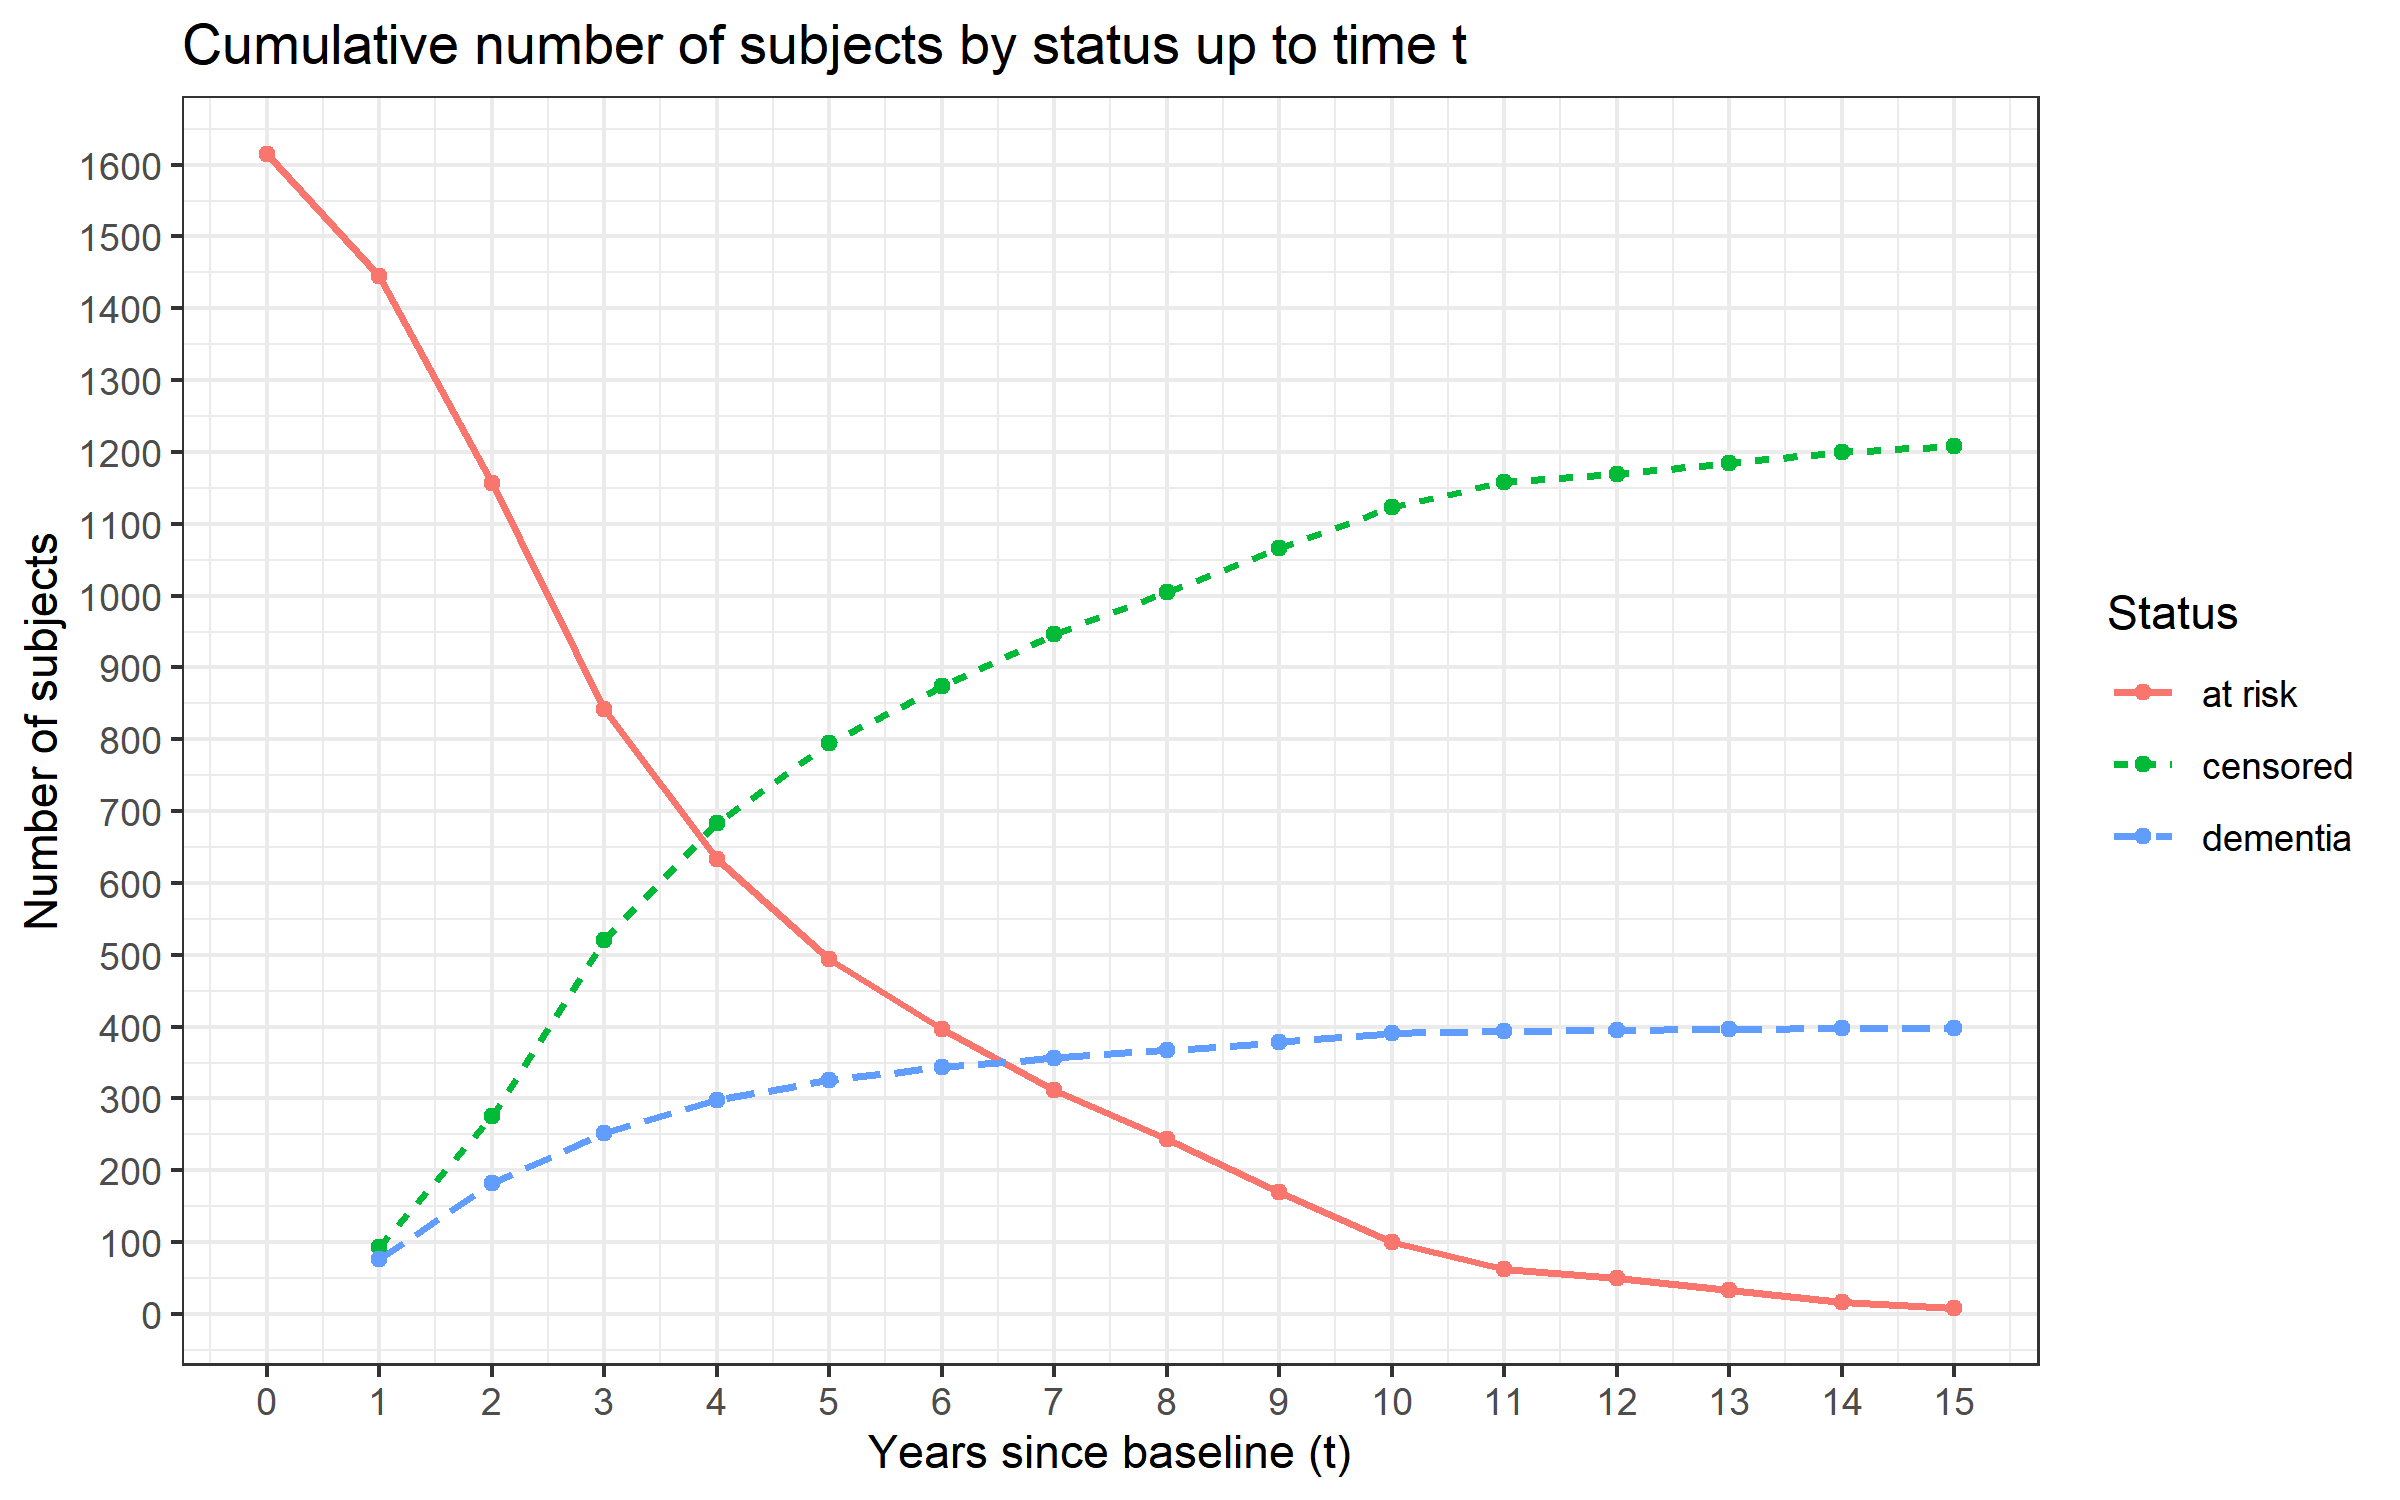 Cumulative number of subjects by status up to time t
Number of subjects
1600
1500
1400
1300
1200
1100
1000
900
800
700
600
500
400
300
200
100
0
0 1 2 3 4 5 6 7 8 9 10 11 12 13 14 15
Years since baseline (t)
Status
at risk
censored
dementia